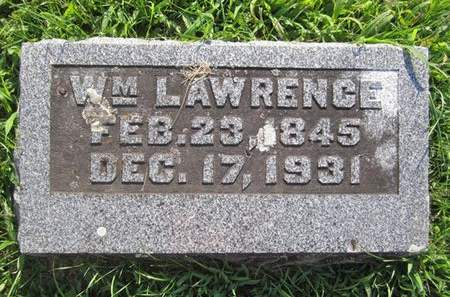 Wm LAWRENCE
FEB. 23, 1845
DEC. 17, 1931